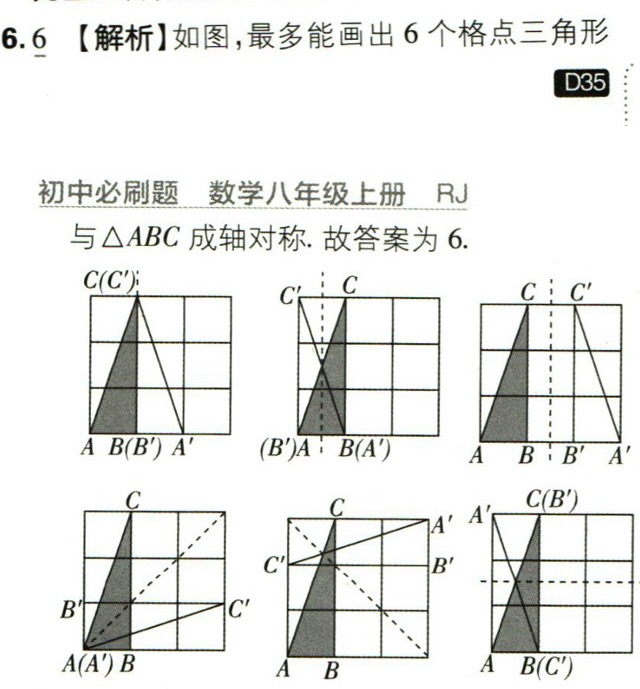 6. 6 【解析】如图,最多能画出 6 个格点三角形
D35
初中必刷题 数学八年级上册 RJ
与△ABC 成轴对称. 故答案为 6.
C(C')
A B(B') A'
C' C
(B')A B(A')
C C'
A B B' A'
C
B' C'
A(A') B
C A'
C' B'
A B
A' C(B')
A B(C')